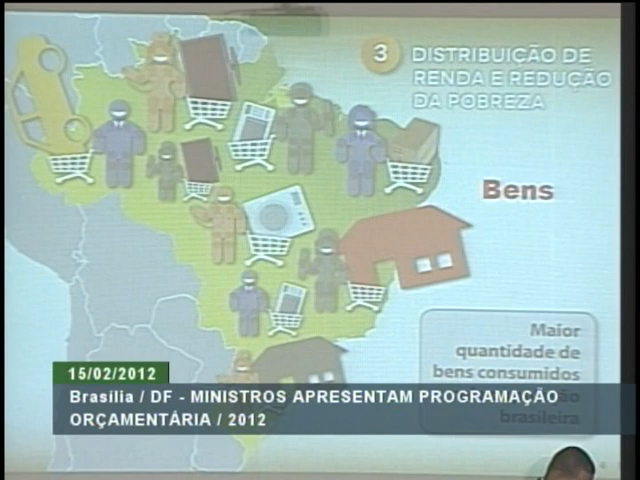 3 DISTRIBUIÇÃO DE
RENDA E REDUÇÃO
DA POBREZA
Bens
Maior
quantidade de
bens consumidos
brasileira
15/02/2012
Brasília / DF - MINISTROS APRESENTAM PROGRAMAÇÃO
ORÇAMENTÁRIA / 2012